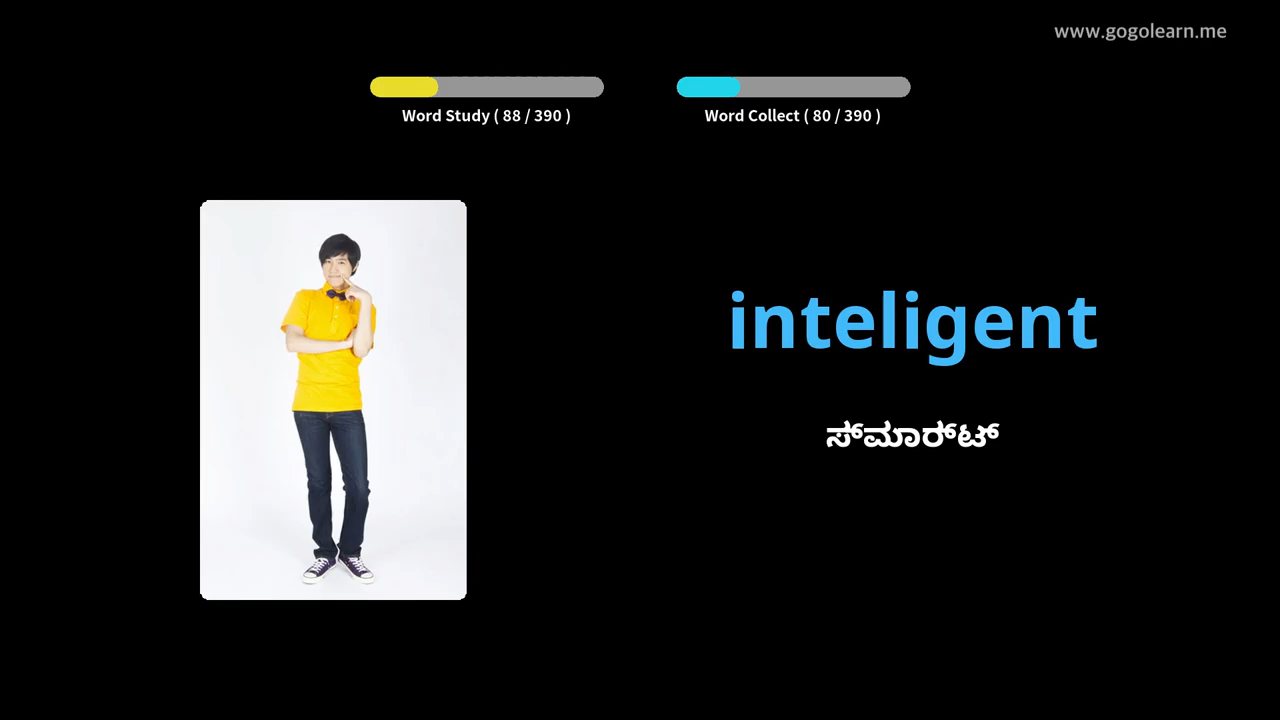 www.gogolearn.me
Word Study ( 88 / 390 )
Word Collect ( 80 / 390 )
inteligent
ಸ್‌ಮಾರ್‌ಟ್